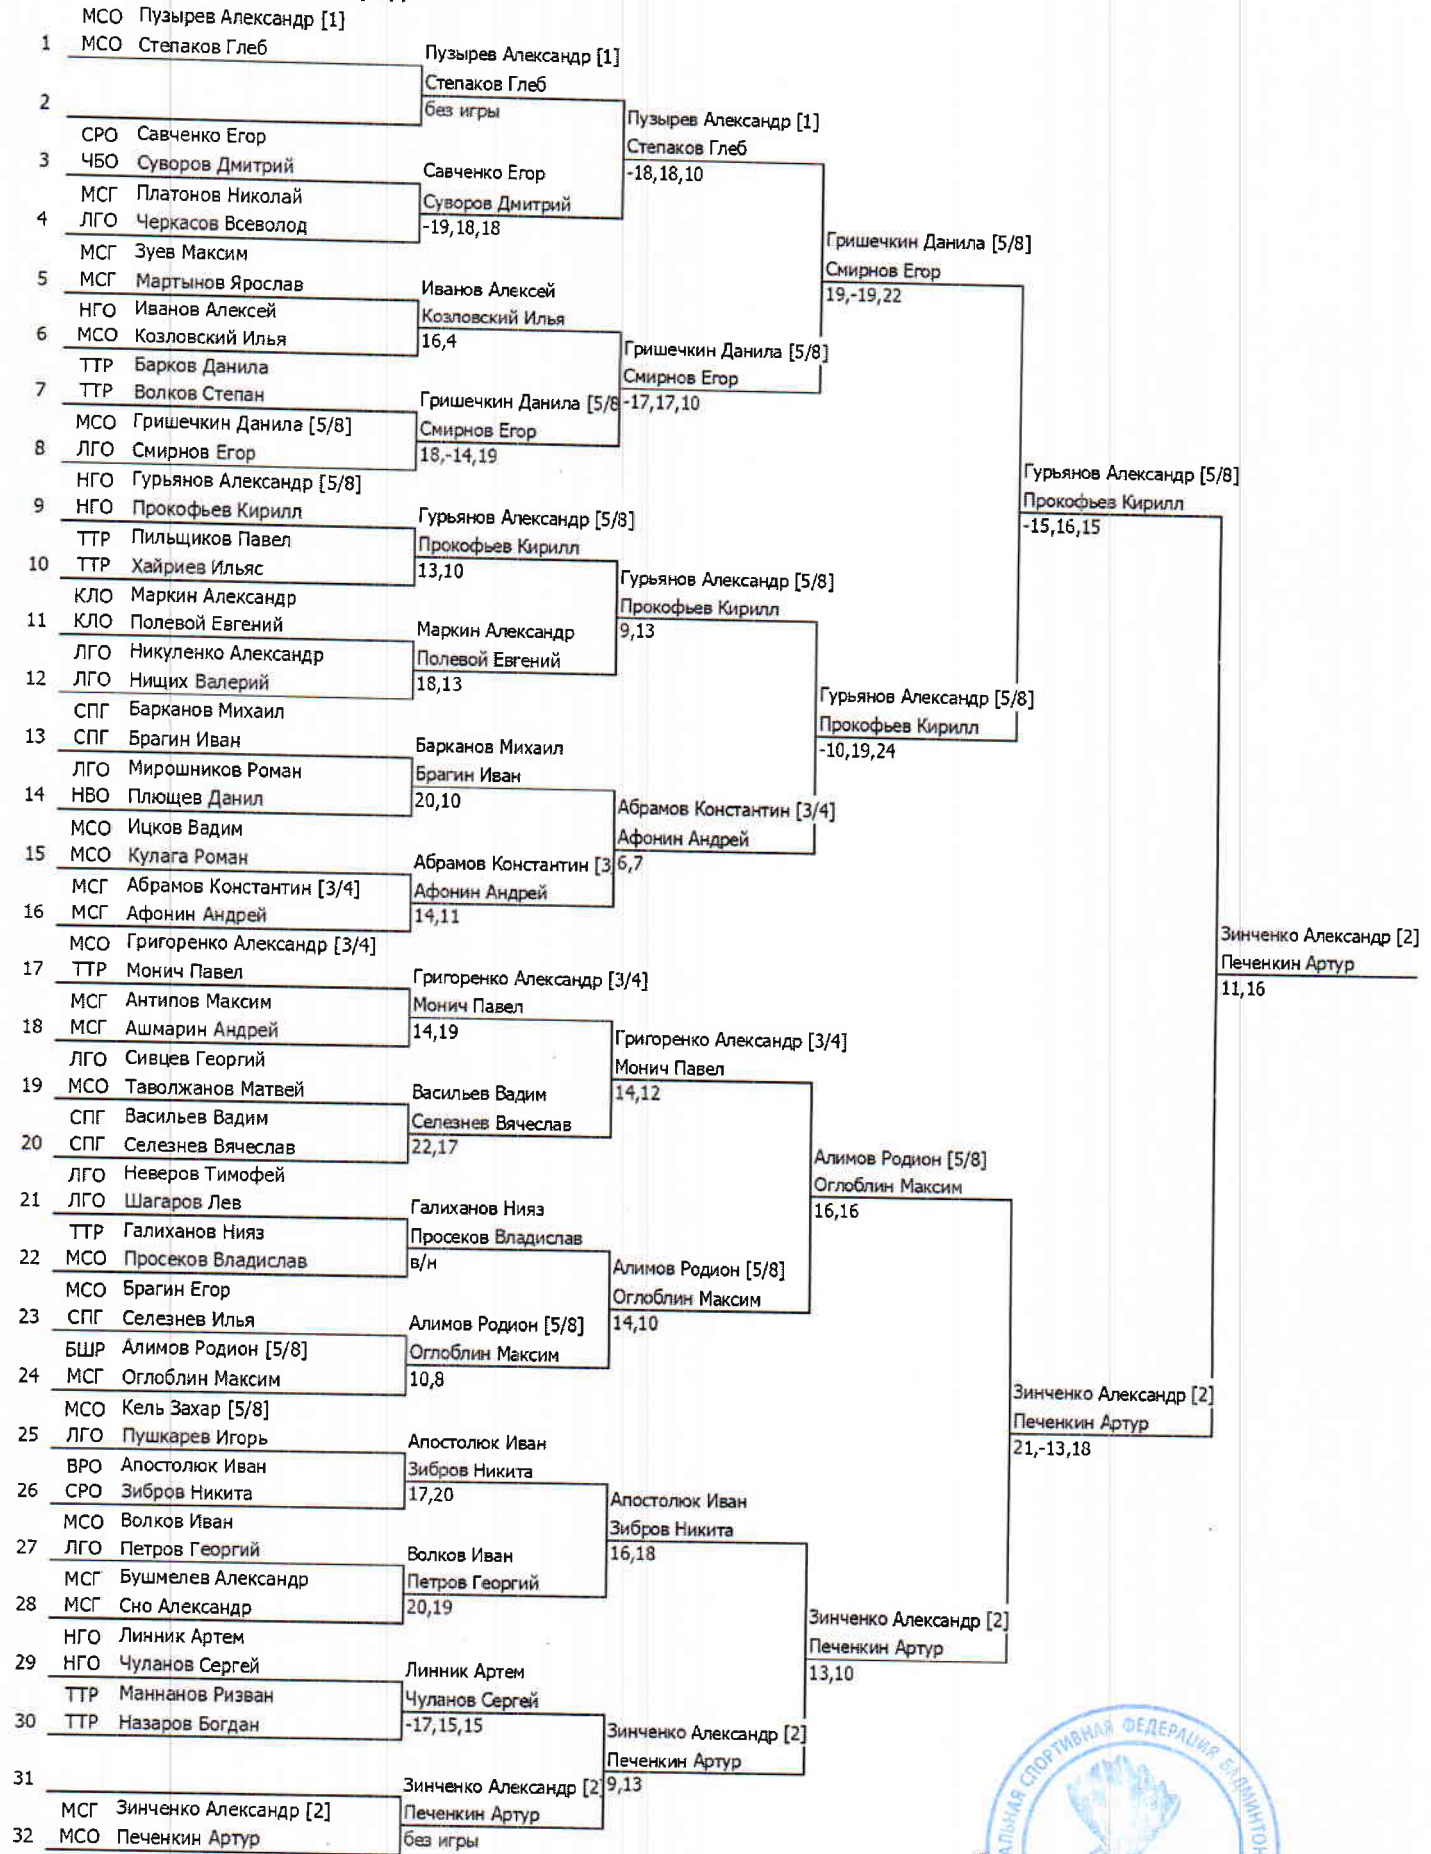 МСО Пузырев Александр [1]
1 МСО Степаков Глеб
2
СРО Савченко Егор
3 ЧБО Суворов Дмитрий
МСГ Платонов Николай
4 ЛГО Черкасов Всеволод
МСГ Зуев Максим
5 МСГ Мартынов Ярослав
НГО Иванов Алексей
6 МСО Козловский Илья
ТТР Барков Данила
7 ТТР Волков Степан
МСО Гришечкин Данила [5/8]
8 ЛГО Смирнов Егор
НГО Гурьянов Александр [5/8]
9 НГО Прокофьев Кирилл
ТТР Пильщиков Павел
10 ТТР Хайриев Ильяс
КЛО Маркин Александр
11 КЛО Полевой Евгений
ЛГО Никуленко Александр
12 ЛГО Нищих Валерий
СПГ Барканов Михаил
13 СПГ Брагин Иван
ЛГО Мирошников Роман
14 НВО Плющев Данил
МСО Ицков Вадим
15 МСО Кулага Роман
МСГ Абрамов Константин [3/4]
16 МСГ Афонин Андрей
МСО Григоренко Александр [3/4]
17 ТТР Монич Павел
МСГ Антипов Максим
18 МСГ Ашмарин Андрей
ЛГО Сивцев Георгий
19 МСО Таволжанов Матвей
СПГ Васильев Вадим
20 СПГ Селезнев Вячеслав
ЛГО Неверов Тимофей
21 ЛГО Шагаров Лев
ТТР Галиханов Нияз
22 МСО Просеков Владислав
МСО Брагин Егор
23 СПГ Селезнев Илья
БШР Алимов Родион [5/8]
24 МСГ Оглоблин Максим
МСО Кель Захар [5/8]
25 ЛГО Пушкарев Игорь
ВРО Апостолюк Иван
26 СРО Зибров Никита
МСО Волков Иван
27 ЛГО Петров Георгий
МСГ Бушмелев Александр
28 МСГ Сно Александр
НГО Линник Артем
29 НГО Чуланов Сергей
ТТР Маннанов Ризван
30 ТТР Назаров Богдан
31
МСГ Зинченко Александр [2]
32 МСО Печенкин Артур
Пузырев Александр [1]
Степаков Глеб
без игры
Савченко Егор
Суворов Дмитрий
-19,18,18
Иванов Алексей
Козловский Илья
16,4
Гришечкин Данила [5/8
Смирнов Егор
18,-14,19
Гурьянов Александр [5/8]
Прокофьев Кирилл
13,10
Маркин Александр
Полевой Евгений
18,13
Барканов Михаил
Брагин Иван
20,10
Абрамов Константин [3
Афонин Андрей
14,11
Григоренко Александр [3/4]
Монич Павел
14,19
Васильев Вадим
Селезнев Вячеслав
22,17
Галиханов Нияз
Просеков Владислав
в/н
Алимов Родион [5/8]
Оглоблин Максим
10,8
Апостолюк Иван
Зибров Никита
17,20
Волков Иван
Петров Георгий
20,19
Линник Артем
Чуланов Сергей
-17,15,15
Зинченко Александр [2]
Печенкин Артур
без игры
Пузырев Александр [1]
Степаков Глеб
-18,18,10
Гришечкин Данила [5/8]
Смирнов Егор
-17,17,10
Гурьянов Александр [5/8]
Прокофьев Кирилл
9,13
Абрамов Константин [3/4]
Афонин Андрей
6,7
Григоренко Александр [3/4]
Монич Павел
14,12
Алимов Родион [5/8]
Оглоблин Максим
14,10
Апостолюк Иван
Зибров Никита
16,18
Зинченко Александр [2]
Печенкин Артур
9,13
Гришечкин Данила [5/8]
Смирнов Егор
19,-19,22
Гурьянов Александр [5/8]
Прокофьев Кирилл
-10,19,24
Алимов Родион [5/8]
Оглоблин Максим
16,16
Зинченко Александр [2]
Печенкин Артур
13,10
Гурьянов Александр [5/8]
Прокофьев Кирилл
-15,16,15
Зинченко Александр [2]
Печенкин Артур
21,-13,18
Зинченко Александр [2]
Печенкин Артур
11,16
СПОРТИВНАЯ ФЕДЕРАЦИЯ